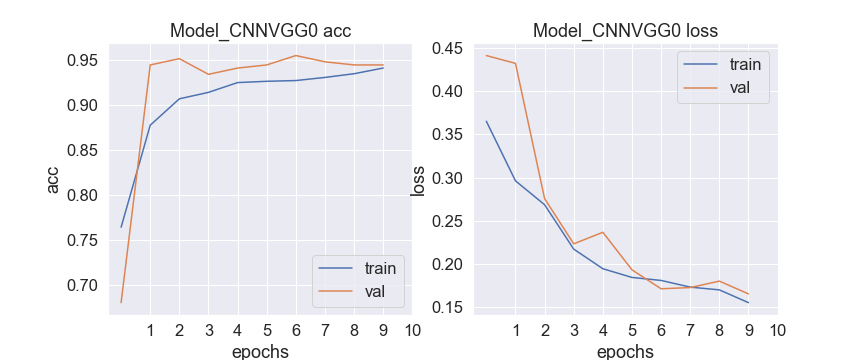 Model_CNNVGG0 acc
acc
0.95
0.90
0.85
0.80
0.75
0.70
train
val
1 2 3 4 5 6 7 8 9 10
epochs
Model_CNNVGG0 loss
loss
0.45
0.40
0.35
0.30
0.25
0.20
0.15
train
val
1 2 3 4 5 6 7 8 9 10
epochs